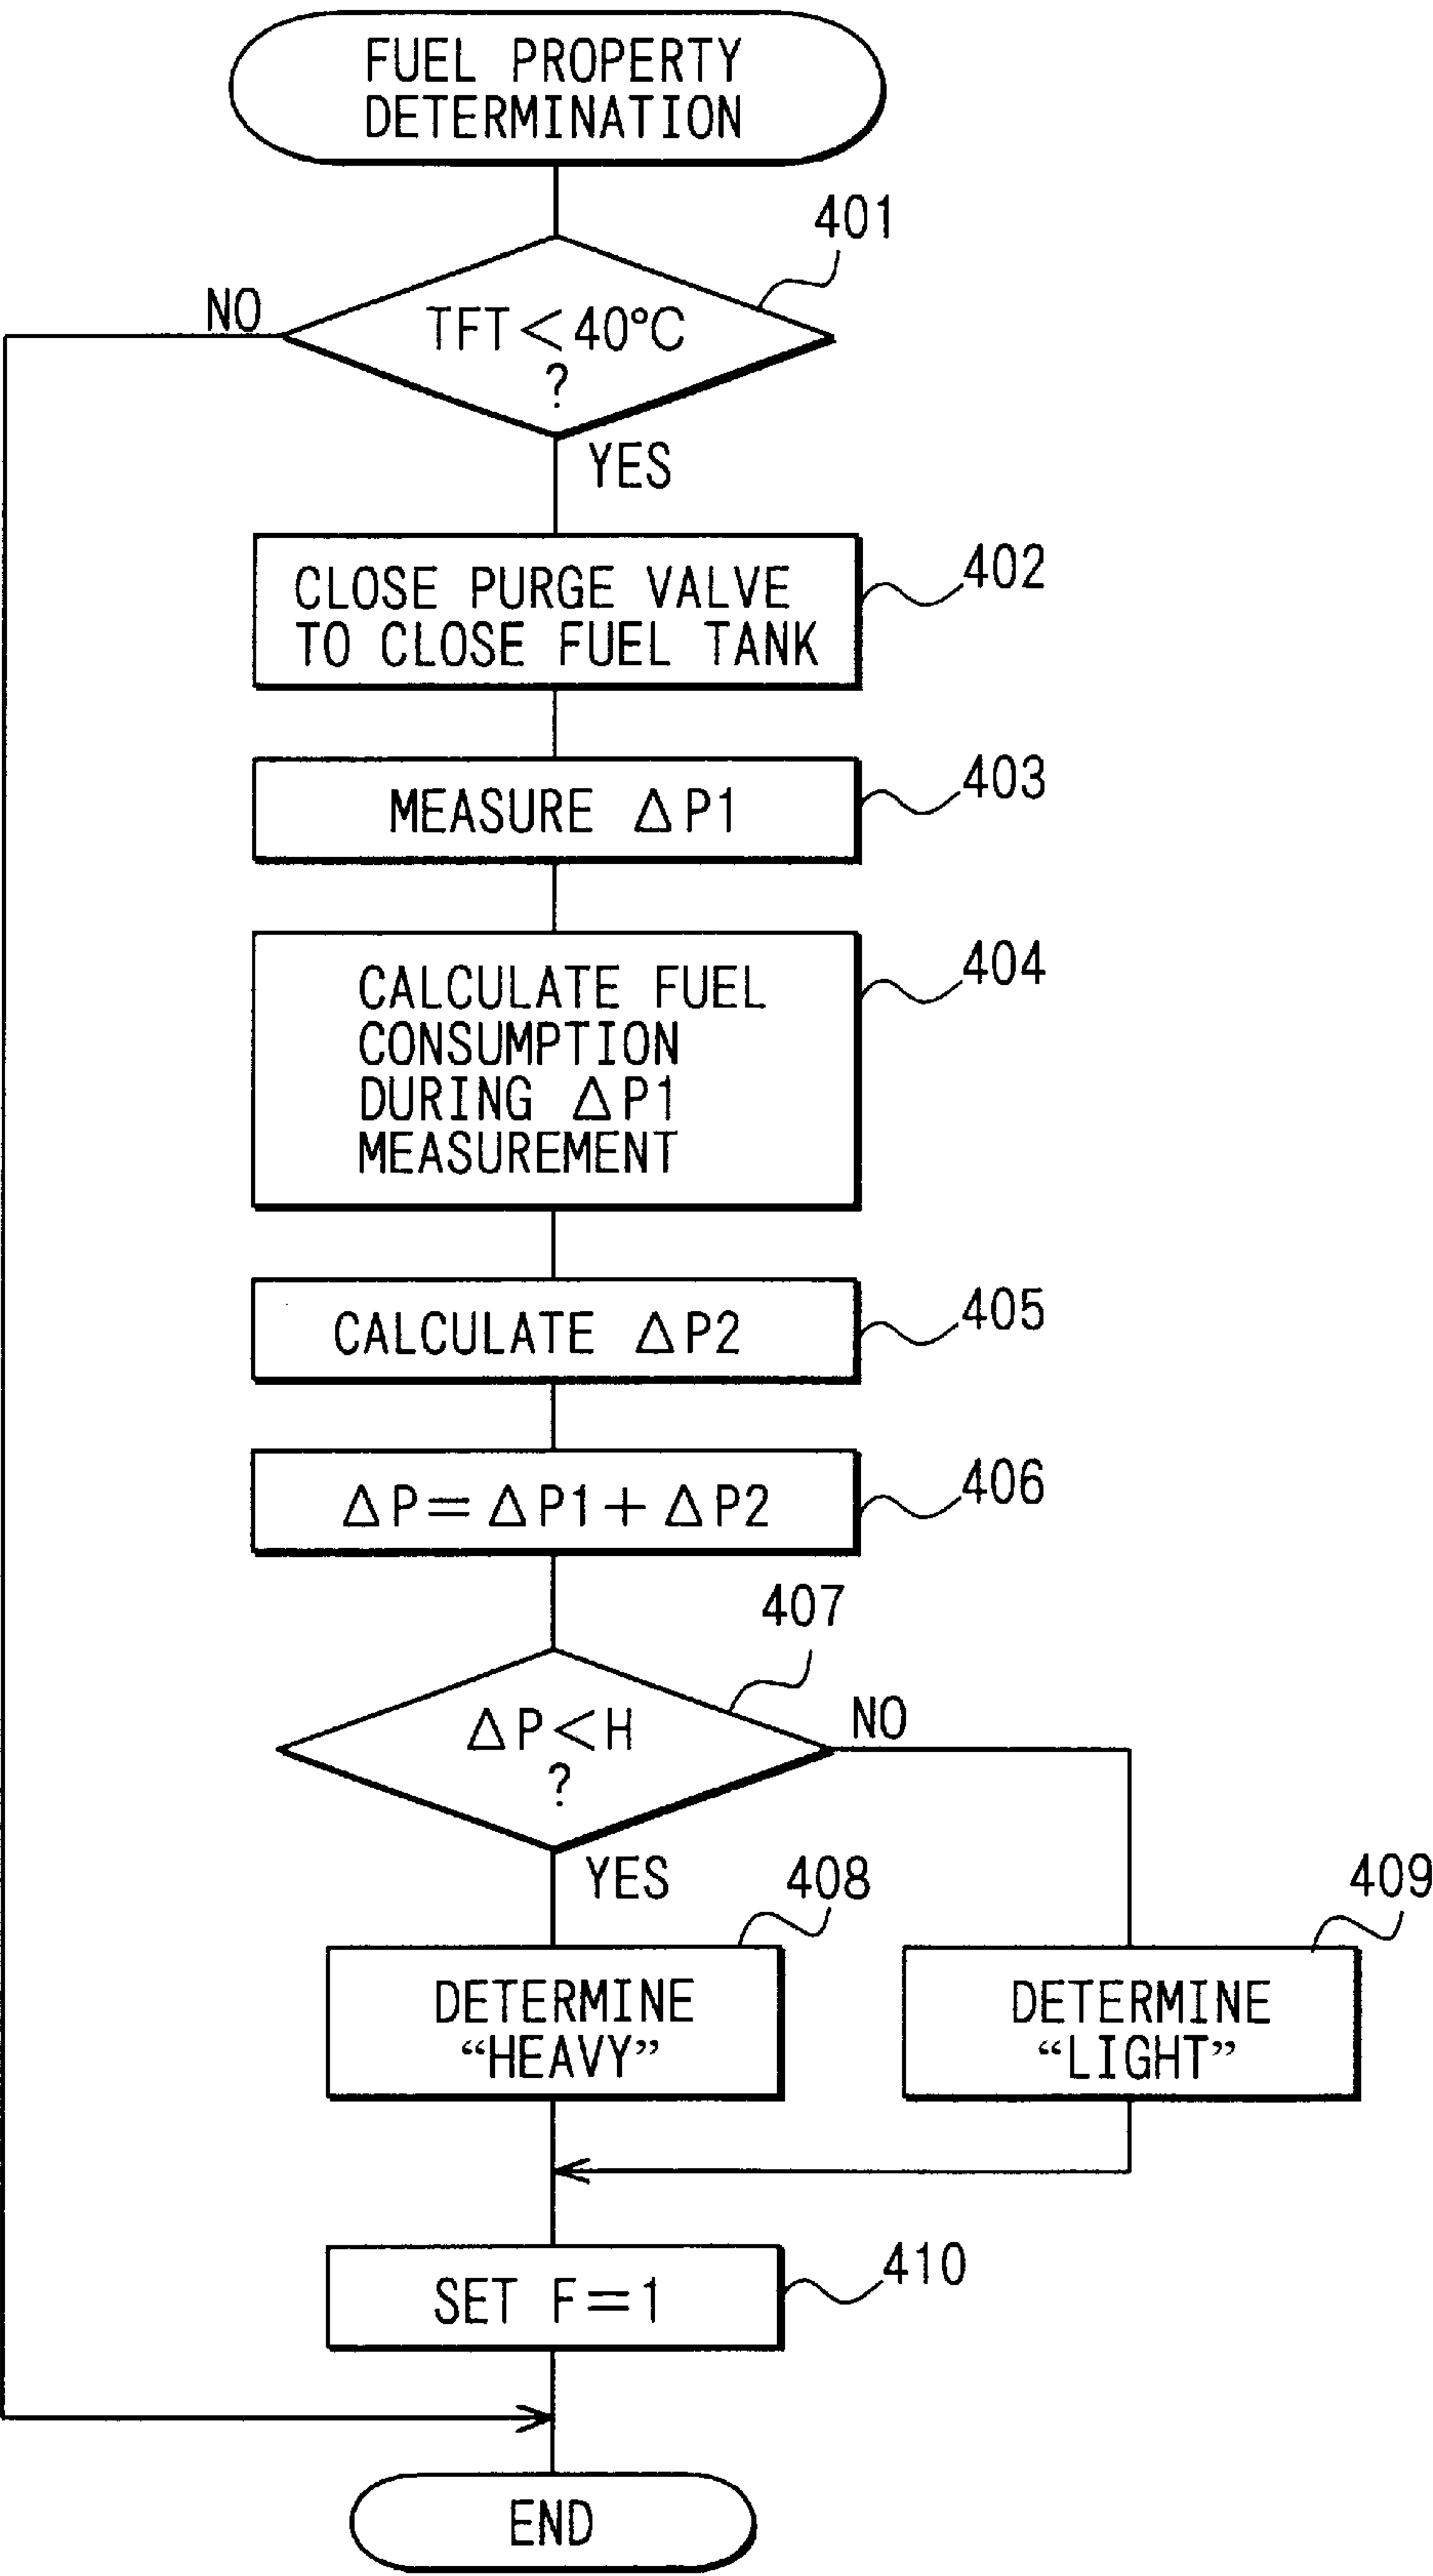 FUEL PROPERTY
DETERMINATION
401
NO
TFT<40°C
?
YES
402
CLOSE PURGE VALVE
TO CLOSE FUEL TANK
403
MEASURE ΔP1
404
CALCULATE FUEL
CONSUMPTION
DURING ΔP1
MEASUREMENT
405
CALCULATE ΔP2
406
ΔP=ΔP1+ΔP2
407
ΔP<H
?
NO
YES
408
409
DETERMINE
“HEAVY”
DETERMINE
“LIGHT”
410
SET F=1
END